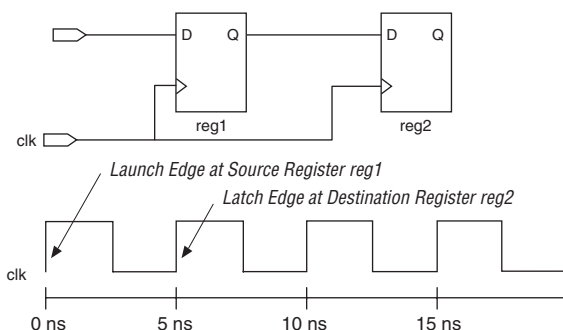 D Q D Q
reg1 reg2
clk
Launch Edge at Source Register reg1
Latch Edge at Destination Register reg2
clk
0 ns 5 ns 10 ns 15 ns